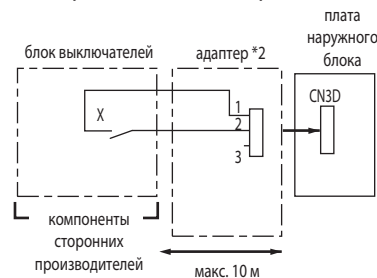 плата
наружного
блока
блок выключателей
адаптер *2
CN3D
X
1
2
3
компоненты
сторонних
производителей
макс. 10 м